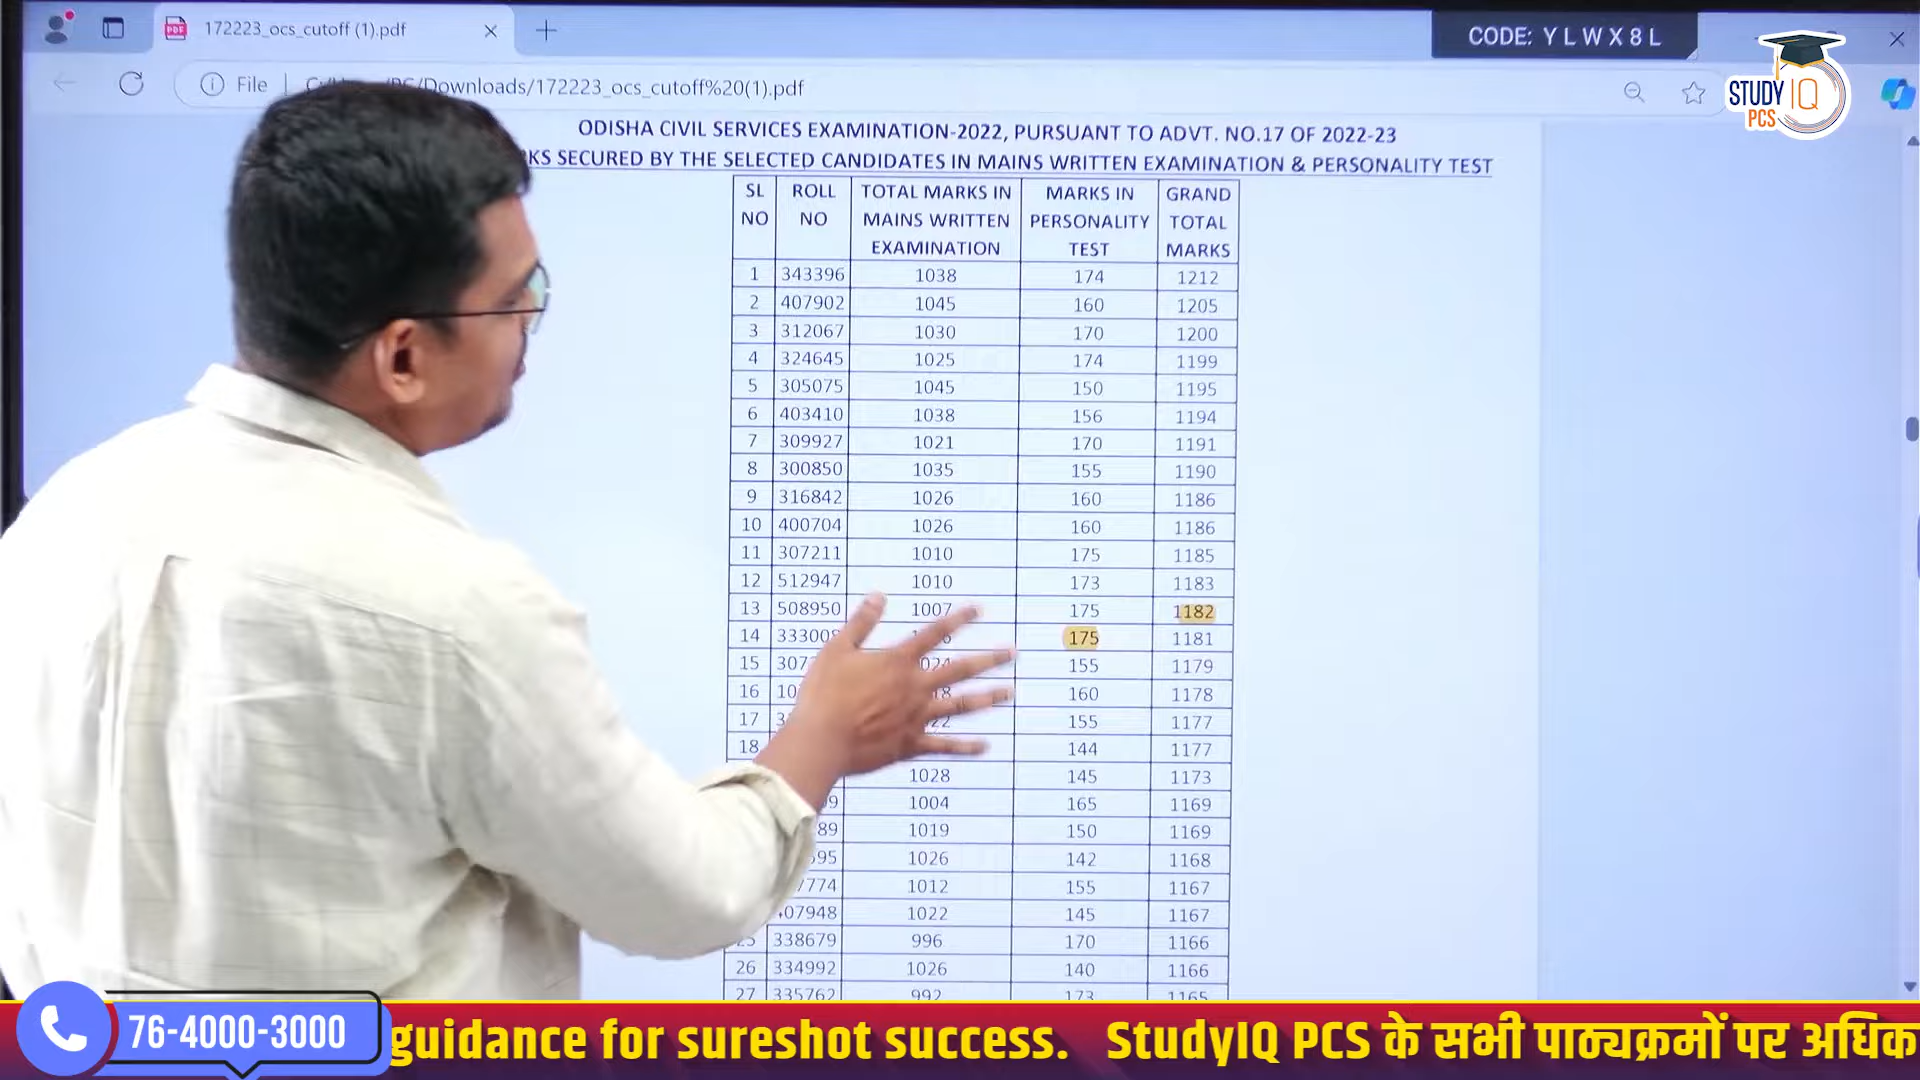 172223_ocs_cutoff (1).pdf
CODE: Y L W X 8 L
File
Downloads/172223_ocs_cutoff%20(1).pdf
STUDY IQ
PCS
ODISHA CIVIL SERVICES EXAMINATION-2022, PURSUANT TO ADVT. NO.17 OF 2022-23
SECURED BY THE SELECTED CANDIDATES IN MAINS WRITTEN EXAMINATION & PERSONALITY TEST
SL NO ROLL NO TOTAL MARKS IN MAINS WRITTEN EXAMINATION MARKS IN PERSONALITY TEST GRAND TOTAL MARKS
1 343396 1038 174 1212
2 407902 1045 160 1205
3 312067 1030 170 1200
4 324645 1025 174 1199
5 305075 1045 150 1195
6 403410 1038 156 1194
7 309927 1021 170 1191
8 300850 1035 155 1190
9 316842 1026 160 1186
10 400704 1026 160 1186
11 307211 1010 175 1185
12 512947 1010 173 1183
13 508950 1007 175 1182
14 175 1181
15 155 1179
16 160 1178
17 155 1177
18 144 1177
1028 145 1173
1004 165 1169
1019 150 1169
1026 142 1168
1012 155 1167
1022 145 1167
338679 996 170 1166
26 334992 1026 140 1166
27 335762 992 173 1165
76-4000-3000
guidance for sureshot success. StudyIQ PCS के सभी पाठ्यक्रमों पर अधिक